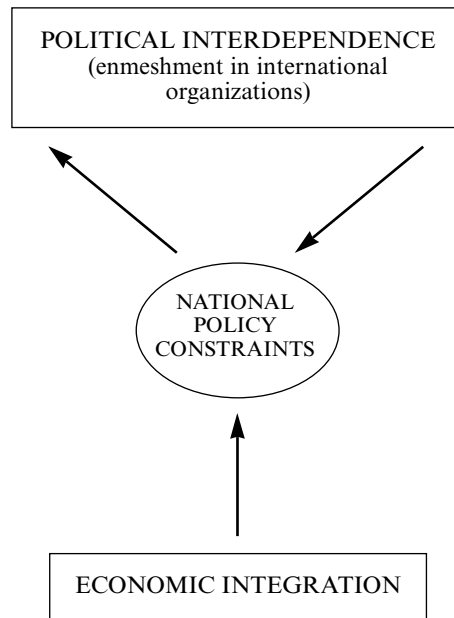 POLITICAL INTERDEPENDENCE
(enmeshment in international
organizations)
NATIONAL
POLICY
CONSTRAINTS
ECONOMIC INTEGRATION